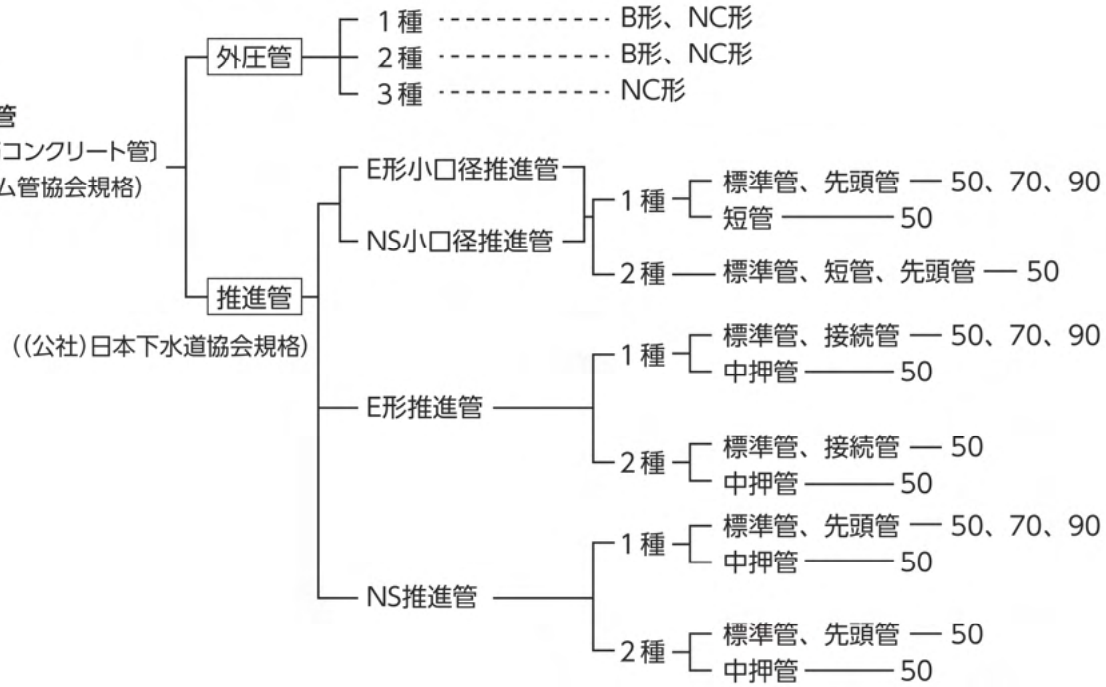 1種 B形、NC形
外圧管 2種 B形、NC形
3種 NC形
管
コンクリート管〕
ム管協会規格)
推進管
((公社)日本下水道協会規格)
E形小口径推進管
NS小口径推進管
1種 標準管、先頭管 50、70、90
短管 50
2種 標準管、短管、先頭管 50
E形推進管
1種 標準管、接続管 50、70、90
中押管 50
2種 標準管、接続管 50
中押管 50
NS推進管
1種 標準管、先頭管 50、70、90
中押管 50
2種 標準管、先頭管 50
中押管 50